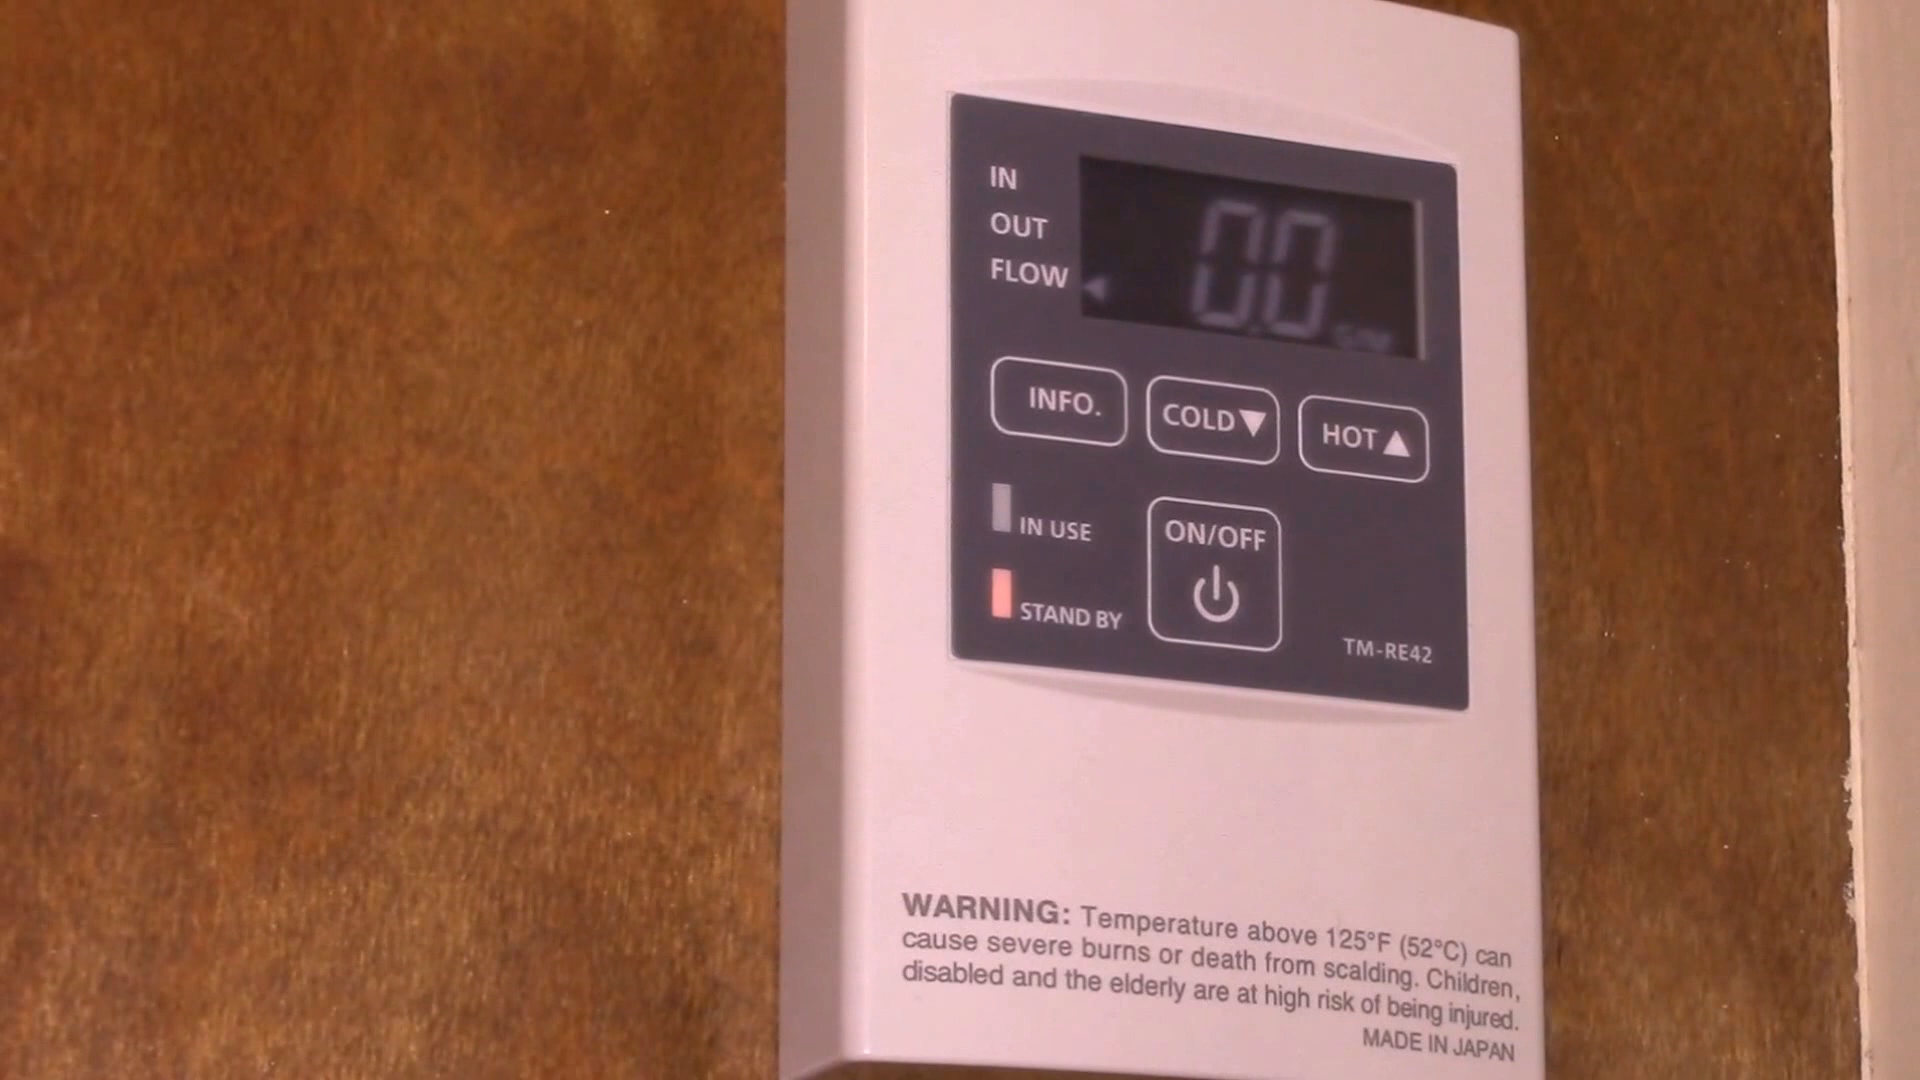 IN
OUT
FLOW
0.0
INFO.
COLD▼
HOT▲
IN USE
ON/OFF
STAND BY
TM-RE42
WARNING: Temperature above 125°F (52°C) can
cause severe burns or death from scalding. Children,
disabled and the elderly are at high risk of being injured.
MADE IN JAPAN